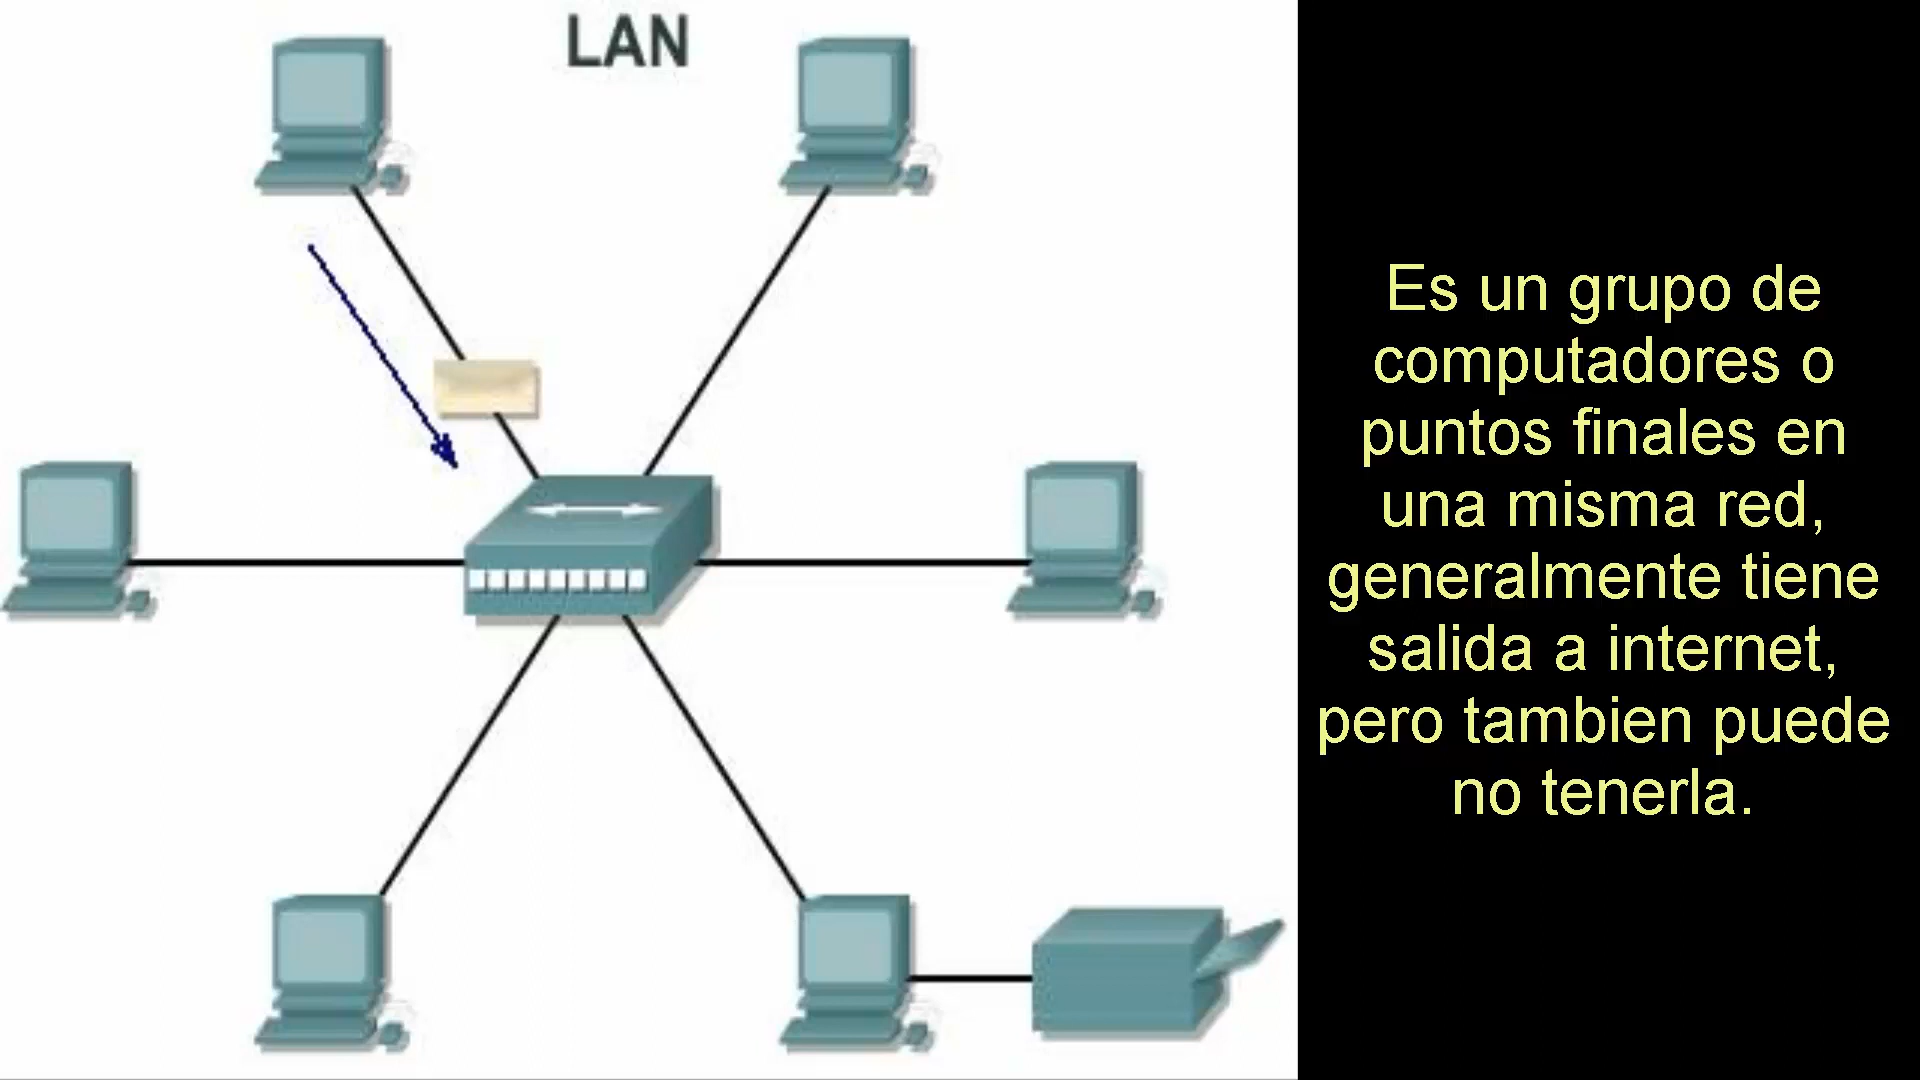 LAN
Es un grupo de
computadores o
puntos finales en
una misma red,
generalmente tiene
salida a internet,
pero tambien puede
no tenerla.